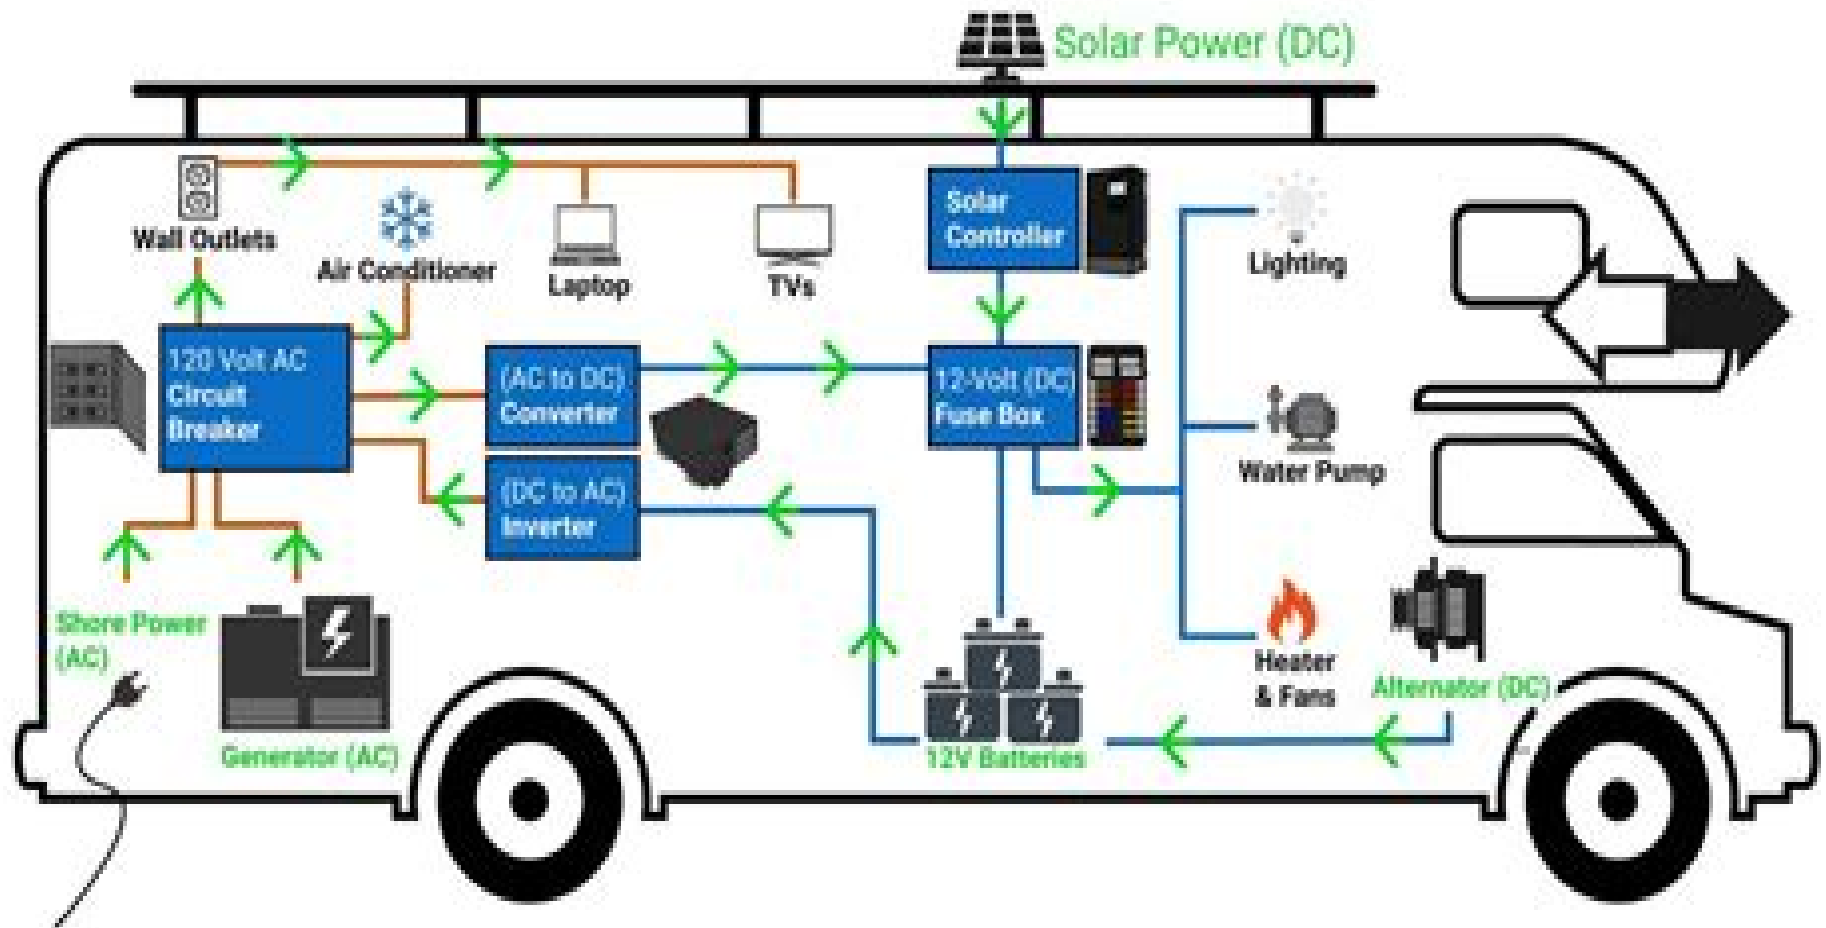 Solar Power (DC)
Wall Outlets
Air Conditioner
Laptop
TVs
Solar
Controller
Lighting
120 Volt AC
Circuit
Breaker
(AC to DC)
Converter
12-Volt (DC)
Fuse Box
Water Pump
(DC to AC)
Inverter
Shore Power
(AC)
Generator (AC)
12V Batteries
Heater
& Fans
Alternator (DC)